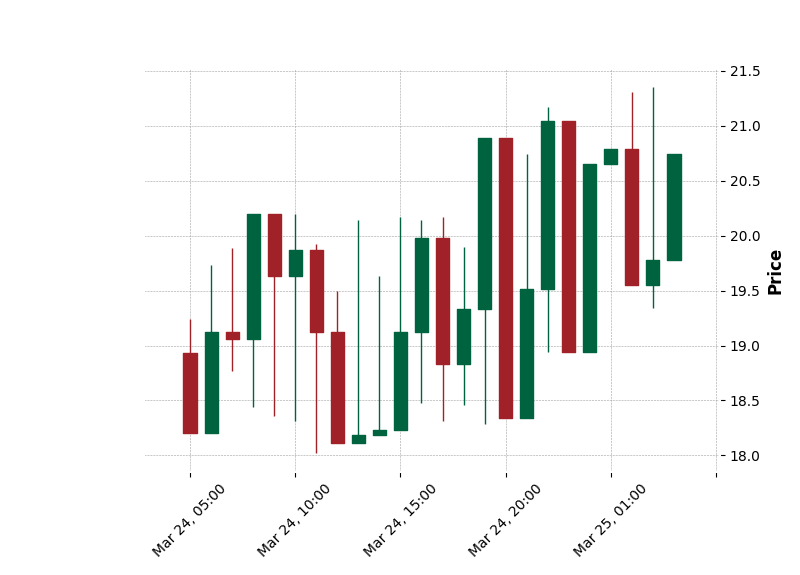 21.5
21.0
20.5
20.0
19.5
19.0
18.5
18.0
Price
Mar 24, 05:00
Mar 24, 10:00
Mar 24, 15:00
Mar 24, 20:00
Mar 25, 01:00